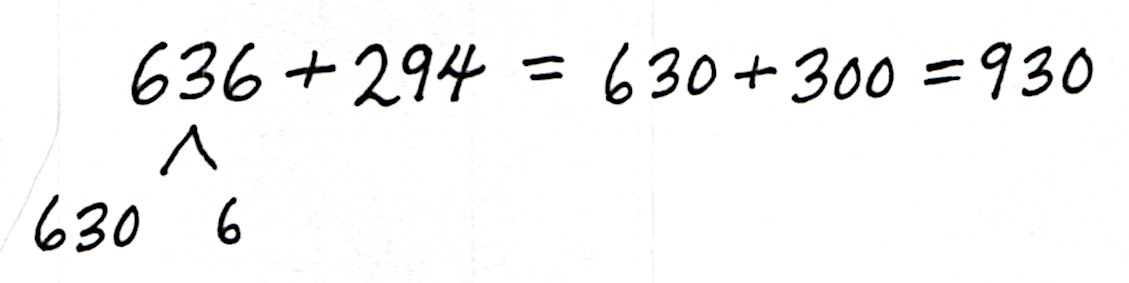 636 + 294 = 630 + 300 = 930
630 6